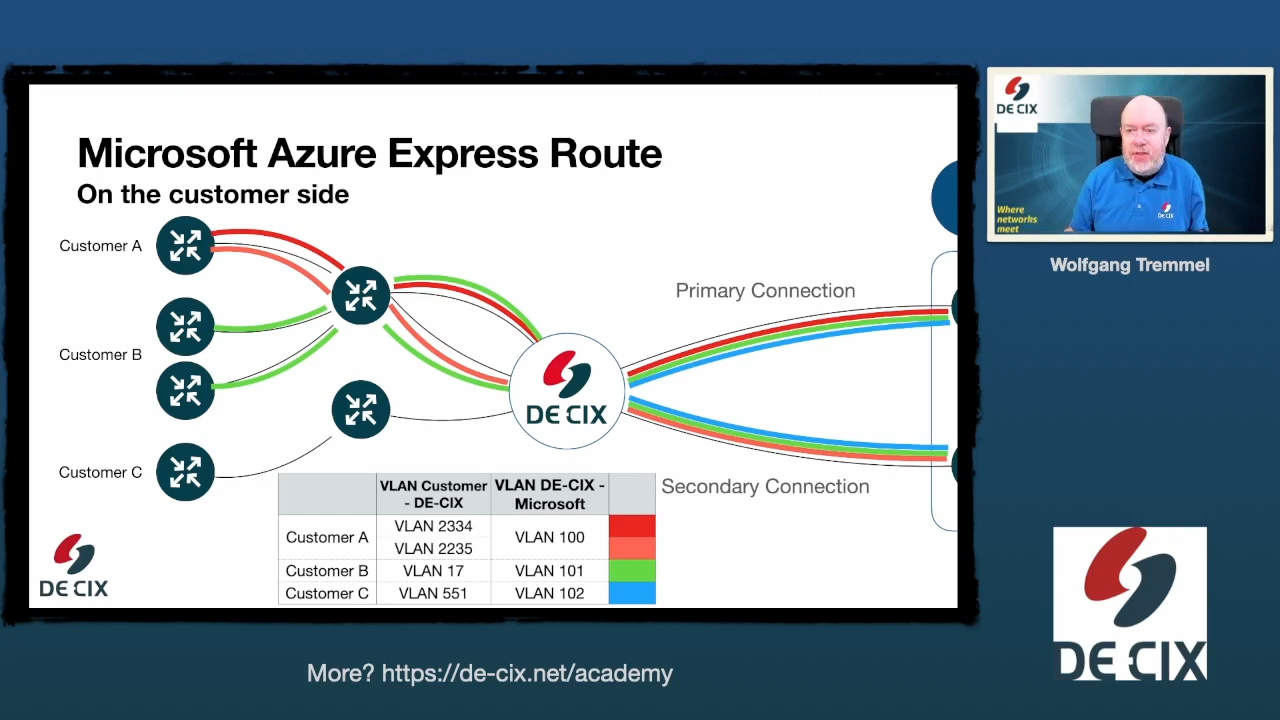 Microsoft Azure Express Route
On the customer side
Customer A
Customer B
Customer C
Primary Connection
Secondary Connection
DE CIX
VLAN Customer - DE-CIX
VLAN DE-CIX - Microsoft
Customer A
VLAN 2334
VLAN 2235
VLAN 100
Customer B
VLAN 17
VLAN 101
Customer C
VLAN 551
VLAN 102
DE CIX
DE CIX
Where
networks
meet
DE CIX
Wolfgang Tremmel
DE CIX
More? https://de-cix.net/academy